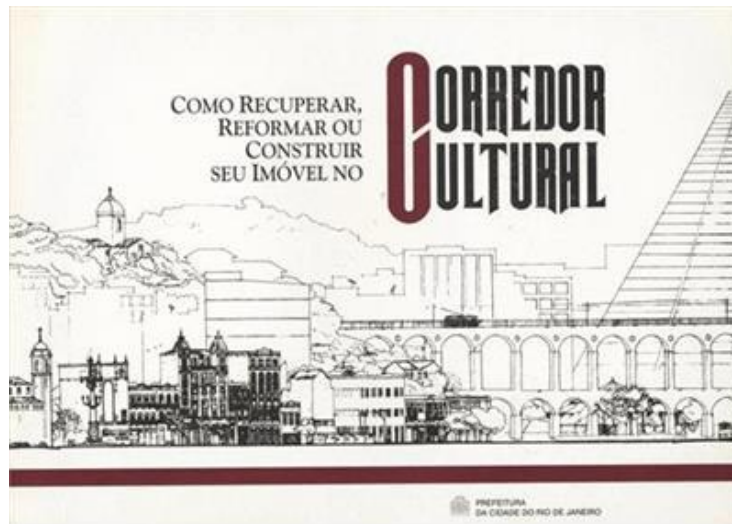 COMO RECUPERAR,
REFORMAR OU
CONSTRUIR
SEU IMÓVEL NO
CORREDOR
CULTURAL
PREFEITURA
DA CIDADE DO RIO DE JANEIRO